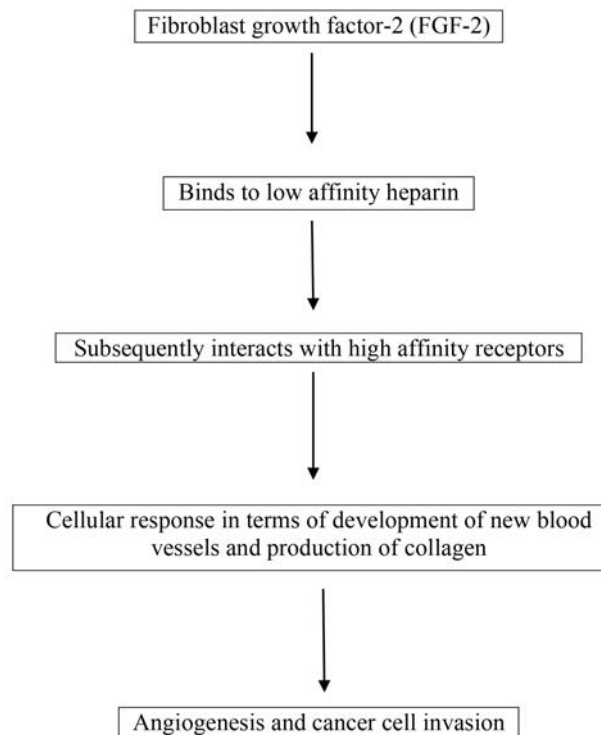 Fibroblast growth factor-2 (FGF-2)
Binds to low affinity heparin
Subsequently interacts with high affinity receptors
Cellular response in terms of development of new blood
vessels and production of collagen
Angiogenesis and cancer cell invasion